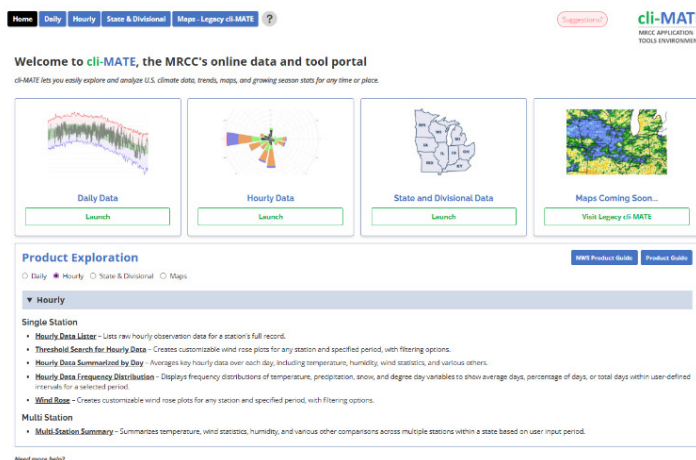 Home Daily Hourly State & Divisional Maps - Legacy cli-MATE ? Suggestions?
cli-MAT
MRCC APPLICATION
TOOLS ENVIRONMEN
Welcome to cli-MATE, the MRCC's online data and tool portal
cli-MATE lets you easily explore and analyze U.S. climate data, trends, maps, and growing season stats for any time or place.
Daily Data Hourly Data State and Divisional Data Maps Coming Soon...
Launch Launch Launch Visit Legacy cli-MATE
Product Exploration NWS Product Guide Product Guide
Daily Hourly State & Divisional Maps
▼ Hourly
Single Station
• Hourly Data Lister – Lists raw hourly observation data for a station's full record.
• Threshold Search for Hourly Data – Creates customizable wind rose plots for any station and specified period, with filtering options.
• Hourly Data Summarized by Day – Averages key hourly data over each day, including temperature, humidity, wind statistics, and various others.
• Hourly Data Frequency Distribution – Displays frequency distributions of temperature, precipitation, snow, and degree day variables to show average days, percentage of days, or total days within user-defined
intervals for a selected period.
• Wind Rose – Creates customizable wind rose plots for any station and specified period, with filtering options.
Multi Station
• Multi-Station Summary – Summarizes temperature, wind statistics, humidity, and various other comparisons across multiple stations within a state based on user input period.
Need more help?